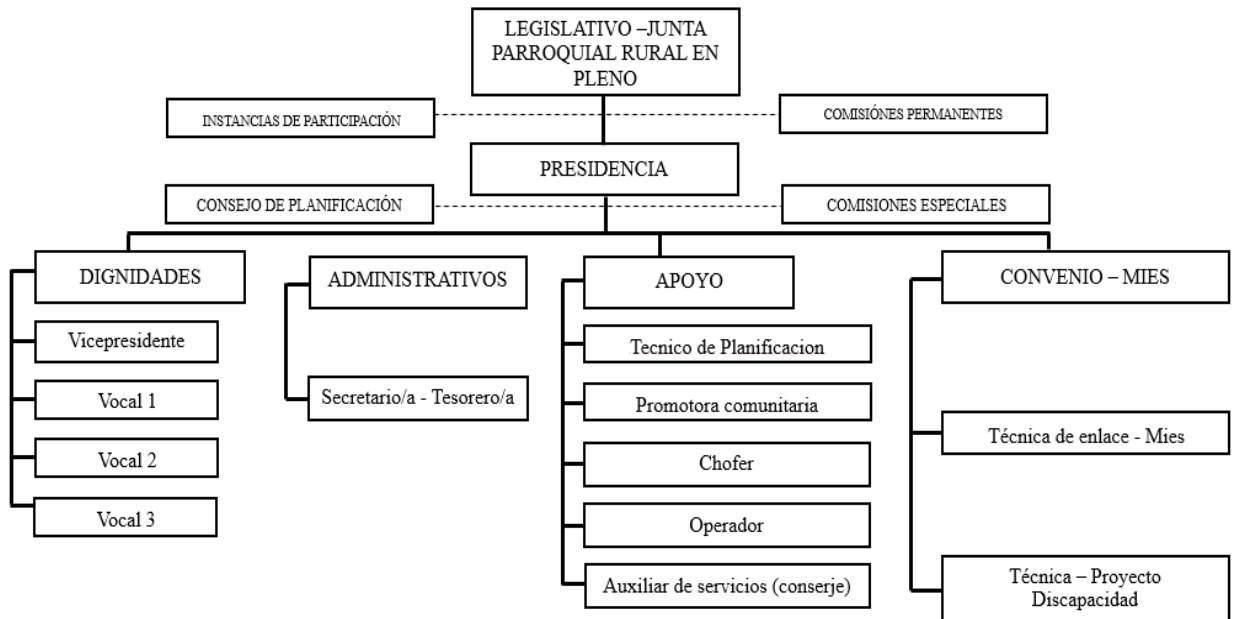 LEGISLATIVO –JUNTA
PARROQUIAL RURAL EN
PLENO
INSTANCIAS DE PARTICIPACIÓN
COMISIÓNES PERMANENTES
PRESIDENCIA
CONSEJO DE PLANIFICACIÓN
COMISIONES ESPECIALES
DIGNIDADES
Vicepresidente
Vocal 1
Vocal 2
Vocal 3
ADMINISTRATIVOS
Secretario/a - Tesorero/a
APOYO
Tecnico de Planificacion
Promotora comunitaria
Chofer
Operador
Auxiliar de servicios (conserje)
CONVENIO – MIES
Técnica de enlace - Mies
Técnica – Proyecto
Discapacidad